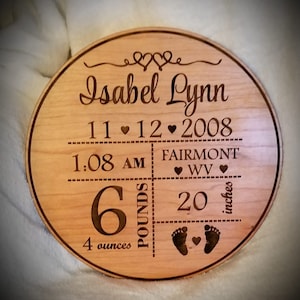 Isabel Lynn
11 ♥ 12 ♥ 2008
1:08 AM
FAIRMONT
♥ WV ♥
6 POUNDS
4 ounces
20 inches